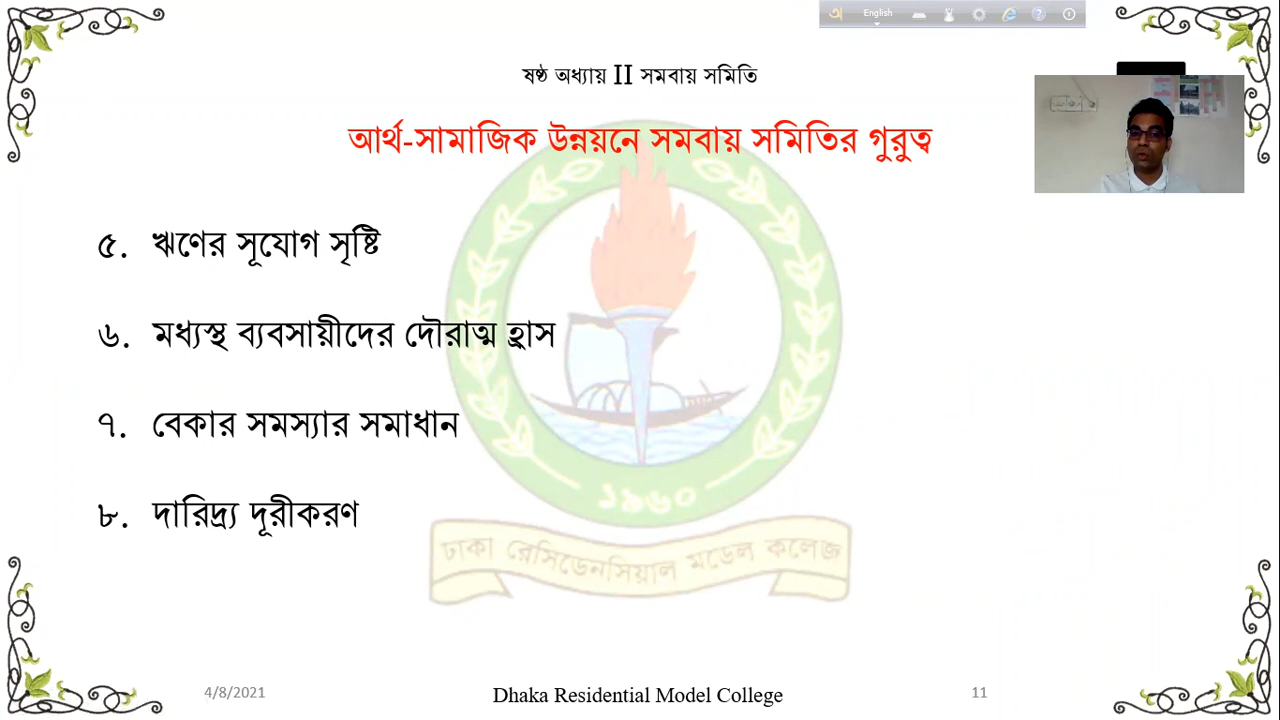 English
ষষ্ঠ অধ্যায় II সমবায় সমিতি
আর্থ-সামাজিক উন্নয়নে সমবায় সমিতির গুরুত্ব
৫. ঋণের সূযোগ সৃষ্টি
৬. মধ্যস্থ ব্যবসায়ীদের দৌরাত্ম হ্রাস
৭. বেকার সমস্যার সমাধান
৮. দারিদ্র্য দূরীকরণ
১৯৬০
ঢাকা রেসিডেনসিয়াল মডেল কলেজ
4/8/2021
Dhaka Residential Model College
11